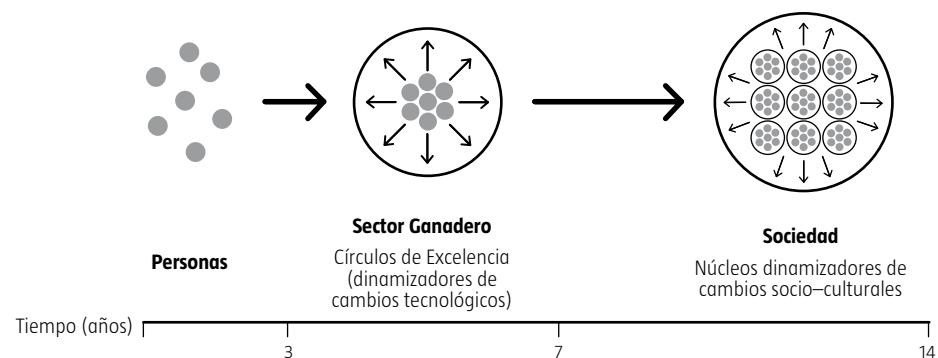 Personas
Sector Ganadero
Círculos de Excelencia
(dinamizadores de
cambios tecnológicos)
Sociedad
Núcleos dinamizadores de
cambios socio–culturales
Tiempo (años)
3
7
14